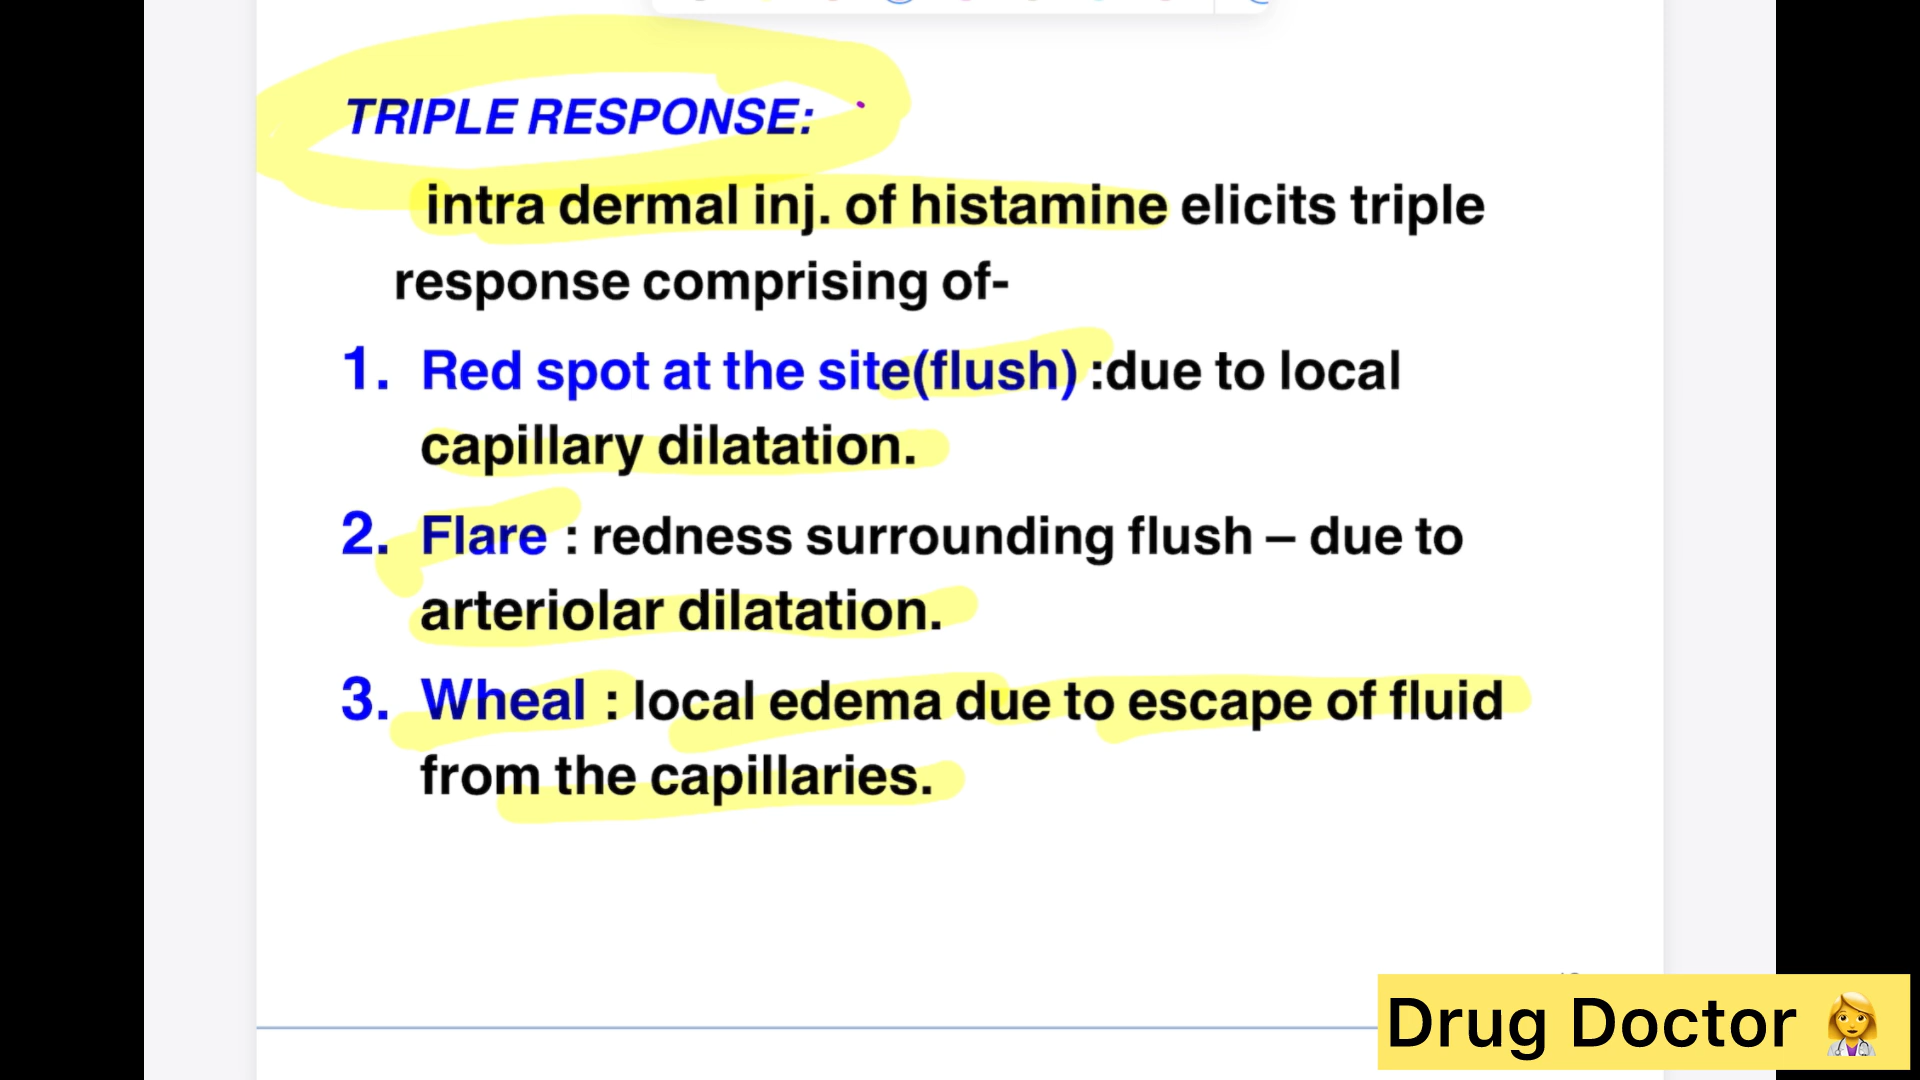 TRIPLE RESPONSE:
intra dermal inj. of histamine elicits triple
response comprising of-
1. Red spot at the site(flush) :due to local
capillary dilatation.
2. Flare : redness surrounding flush – due to
arteriolar dilatation.
3. Wheal : local edema due to escape of fluid
from the capillaries.
Drug Doctor